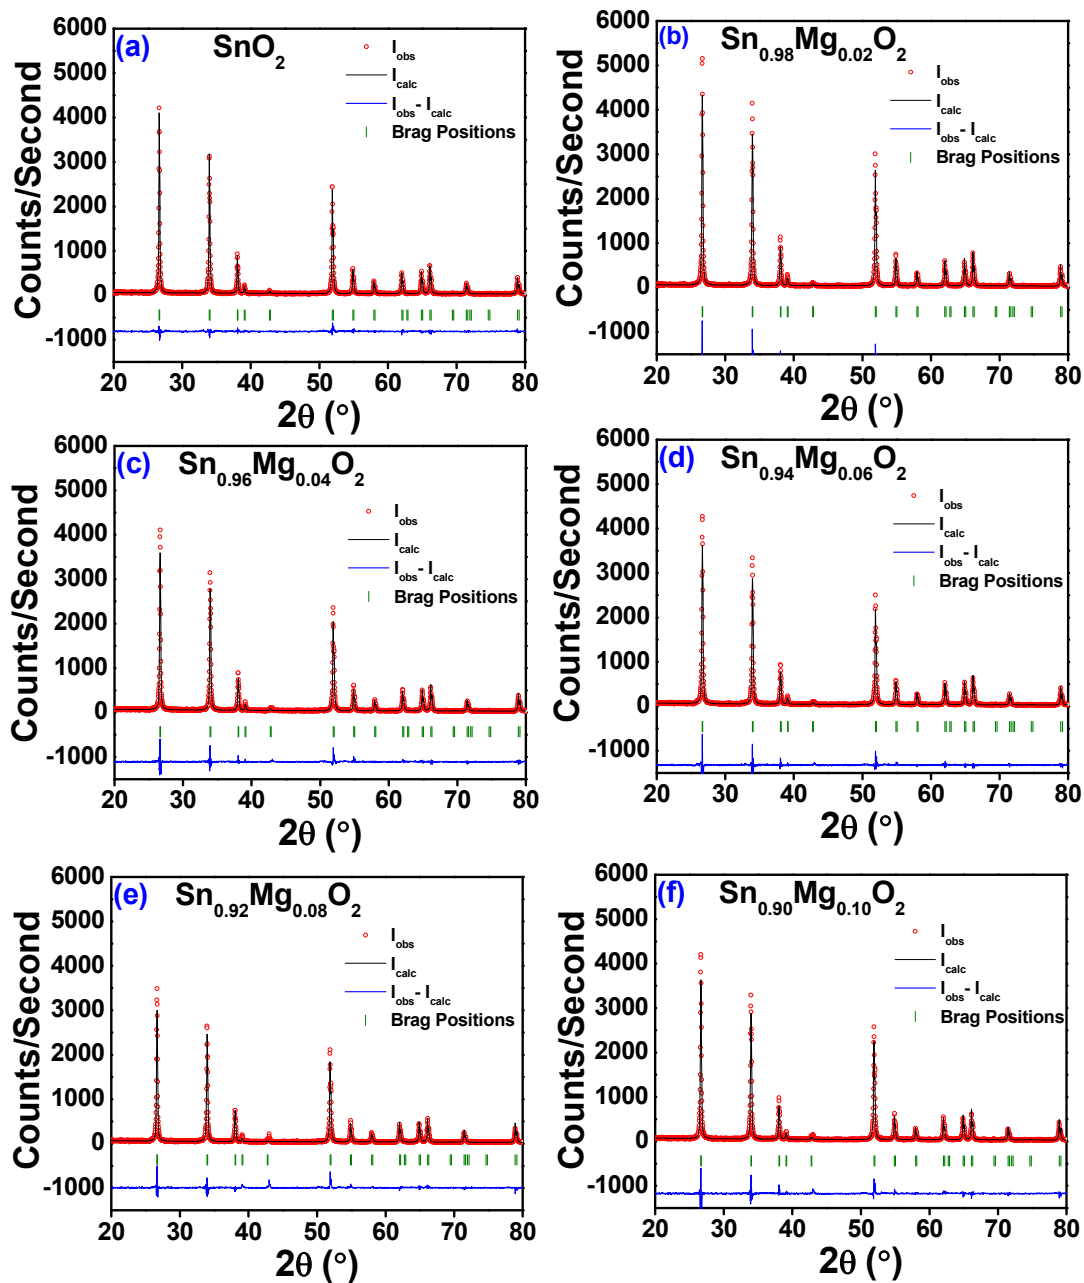 (a) SnO2
Iobs
Icalc
Iobs - Icalc
Brag Positions
6000
5000
4000
3000
2000
1000
0
-1000
Counts/Second
20 30 40 50 60 70 80
2θ (°)
(b) Sn0.98Mg0.02O2
Iobs
Icalc
Iobs - Icalc
Brag Positions
6000
5000
4000
3000
2000
1000
0
-1000
Counts/Second
20 30 40 50 60 70 80
2θ (°)
(c) Sn0.96Mg0.04O2
Iobs
Icalc
Iobs - Icalc
Brag Positions
6000
5000
4000
3000
2000
1000
0
-1000
Counts/Second
20 30 40 50 60 70 80
2θ (°)
(d) Sn0.94Mg0.06O2
Iobs
Icalc
Iobs - Icalc
Brag Positions
6000
5000
4000
3000
2000
1000
0
-1000
Counts/Second
20 30 40 50 60 70 80
2θ (°)
(e) Sn0.92Mg0.08O2
Iobs
Icalc
Iobs - Icalc
Brag Positions
6000
5000
4000
3000
2000
1000
0
-1000
Counts/Second
20 30 40 50 60 70 80
2θ (°)
(f) Sn0.90Mg0.10O2
Iobs
Icalc
Iobs - Icalc
Brag Positions
6000
5000
4000
3000
2000
1000
0
-1000
Counts/Second
20 30 40 50 60 70 80
2θ (°)